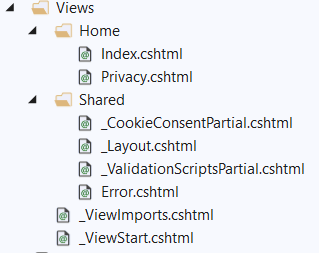 Views
Home
Index.cshtml
Privacy.cshtml
Shared
_CookieConsentPartial.cshtml
_Layout.cshtml
_ValidationScriptsPartial.cshtml
Error.cshtml
_ViewImports.cshtml
_ViewStart.cshtml